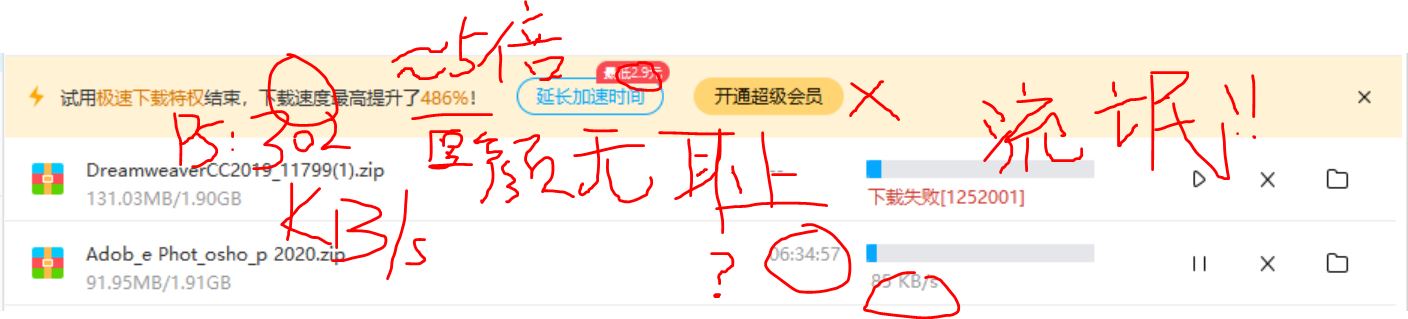 ≈5倍
最低2.9元
试用极速下载特权结束，下载速度最高提升了486%！ 延长加速时间 开通超级会员
流氓!!
P5:302
KB/s
厚颜无耻
?
DreamweaverCC2019_11799(1).zip --
131.03MB/1.90GB 下载失败[1252001]
Adob_e Phot_osho_p 2020.zip 06:34:57
91.95MB/1.91GB 85 KB/s